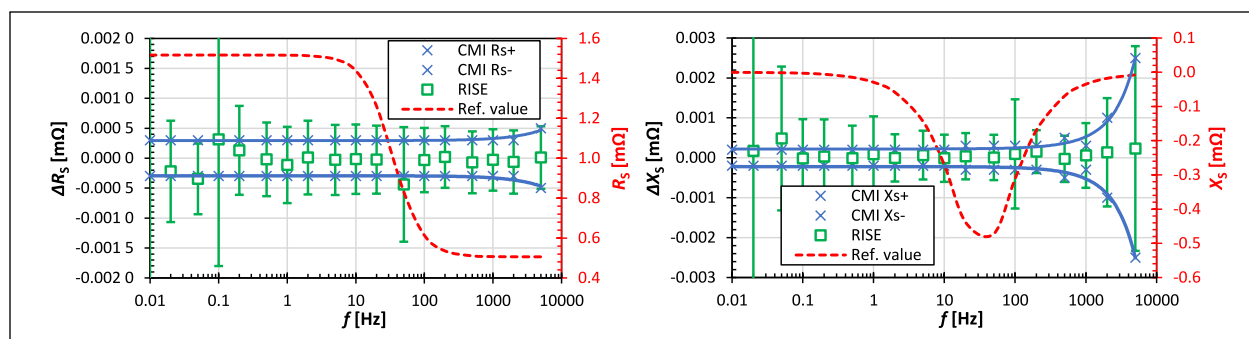 0.002 0
0.001 5
0.001 0
0.000 5
0.000 0
-0.000 5
-0.001 0
-0.001 5
-0.002 0
ΔRS [mΩ]
CMI Rs+
CMI Rs-
RISE
Ref. value
1.6
1.4
1.2
1.0
0.8
0.6
0.4
RS [mΩ]
0.01 0.1 1 10 100 1000 10000
f [Hz]
0.003
0.002
0.001
0.000
-0.001
-0.002
-0.003
ΔXS [mΩ]
CMI Xs+
CMI Xs-
RISE
Ref. value
0.1
0.0
-0.1
-0.2
-0.3
-0.4
-0.5
-0.6
XS [mΩ]
0.01 0.1 1 10 100 1000 10000
f [Hz]